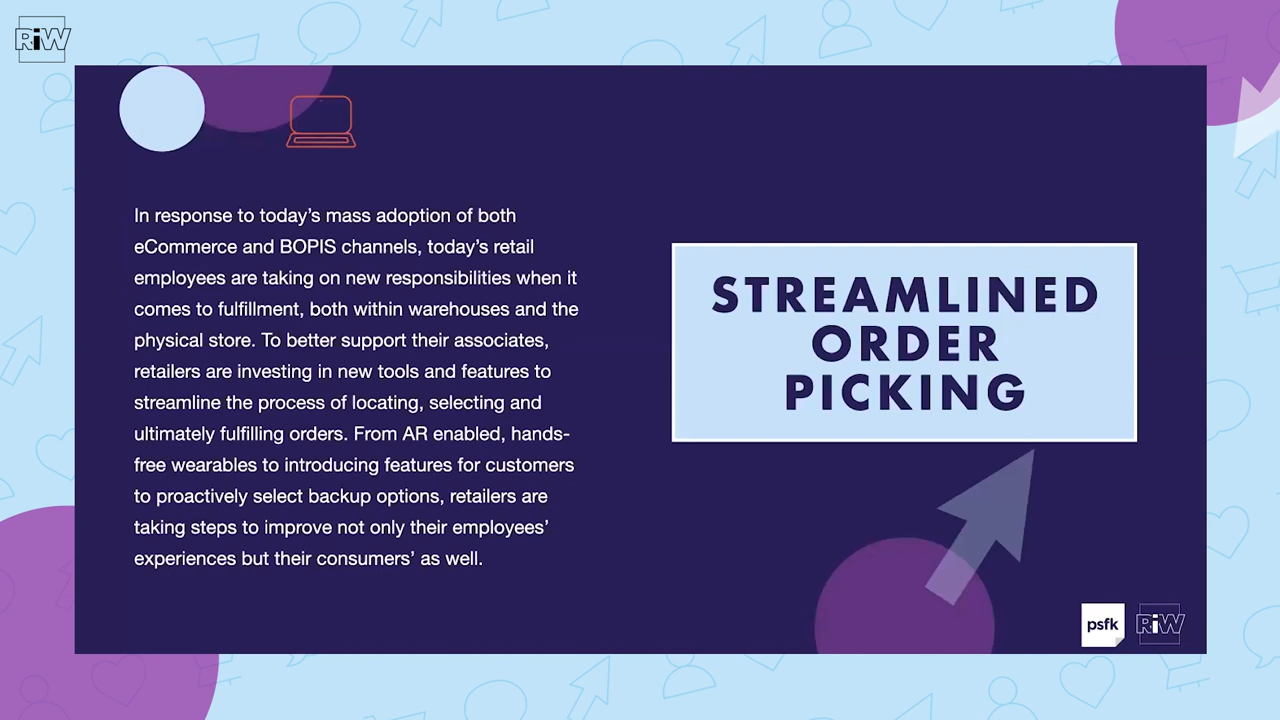 RiW
In response to today's mass adoption of both
eCommerce and BOPIS channels, today's retail
employees are taking on new responsibilities when it
comes to fulfillment, both within warehouses and the
physical store. To better support their associates,
retailers are investing in new tools and features to
streamline the process of locating, selecting and
ultimately fulfilling orders. From AR enabled, hands-
free wearables to introducing features for customers
to proactively select backup options, retailers are
taking steps to improve not only their employees'
experiences but their consumers' as well.
STREAMLINED
ORDER
PICKING
psfk
RiW